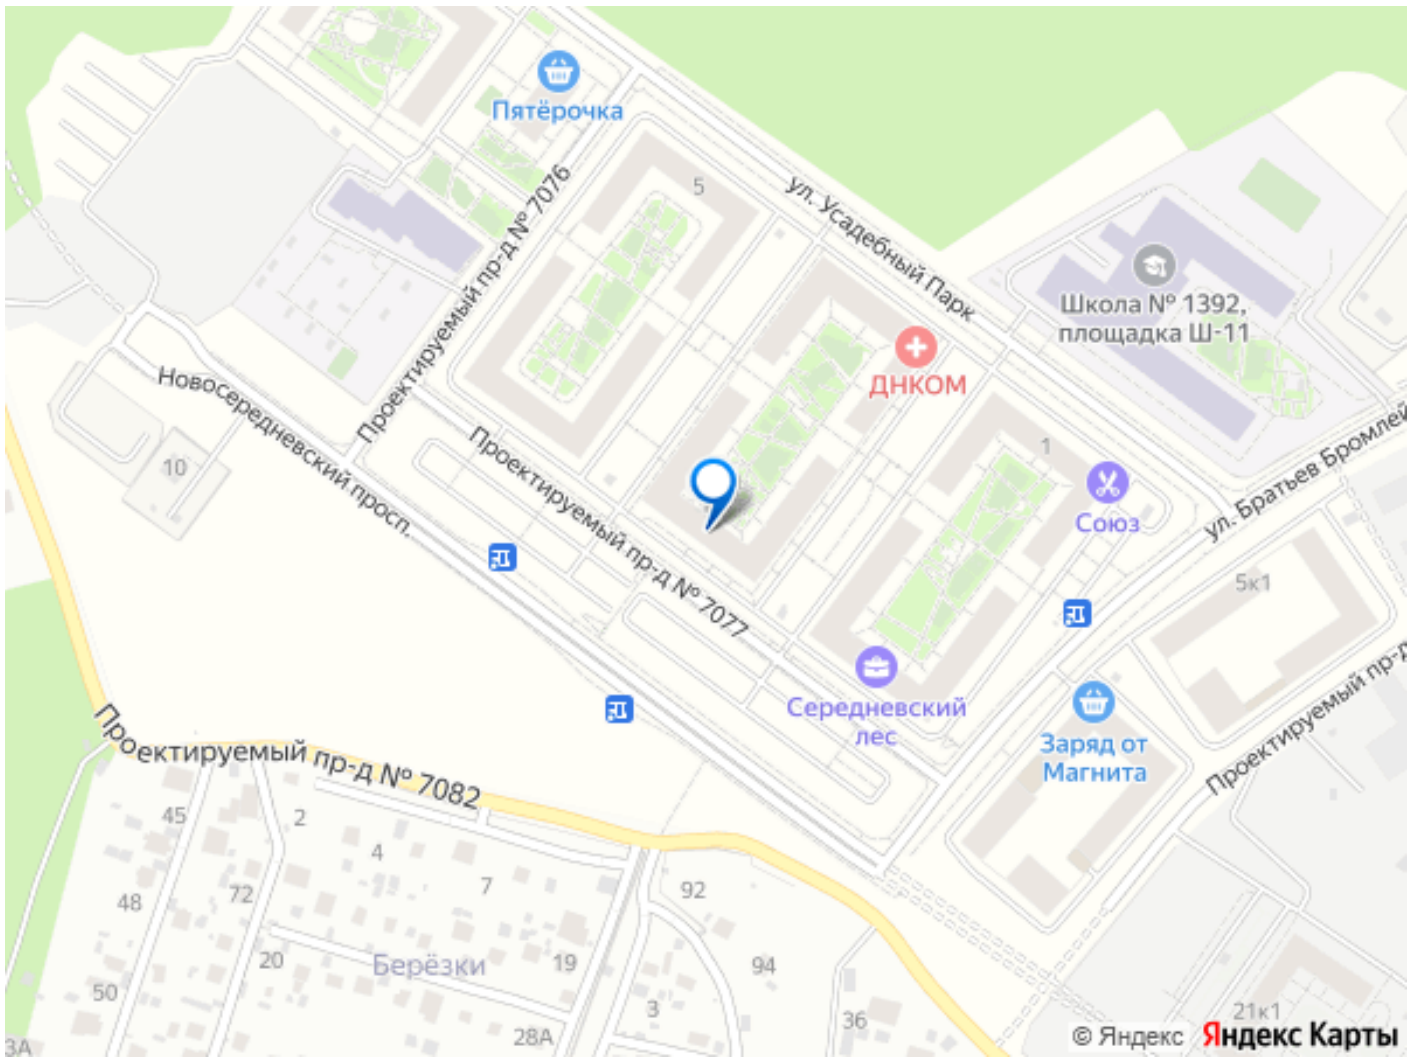 Пятёрочка
5
Проектируемый пр-д № 7076
ул. Усадебный Парк
Школа № 1392,
площадка Ш-11
ДНКОМ
Новосередневский просп.
10
Проектируемый пр-д № 7077
1
Союз
ул. Братьев Бромлей
5к1
Середневский
лес
Заряд от
Магнита
Проектируемый пр-д
Проектируемый пр-д № 7082
45
2
4
7
48
72
92
20
Берёзки
19
94
50
3
36
28А
3А
21к1
© Яндекс Яндекс Карты